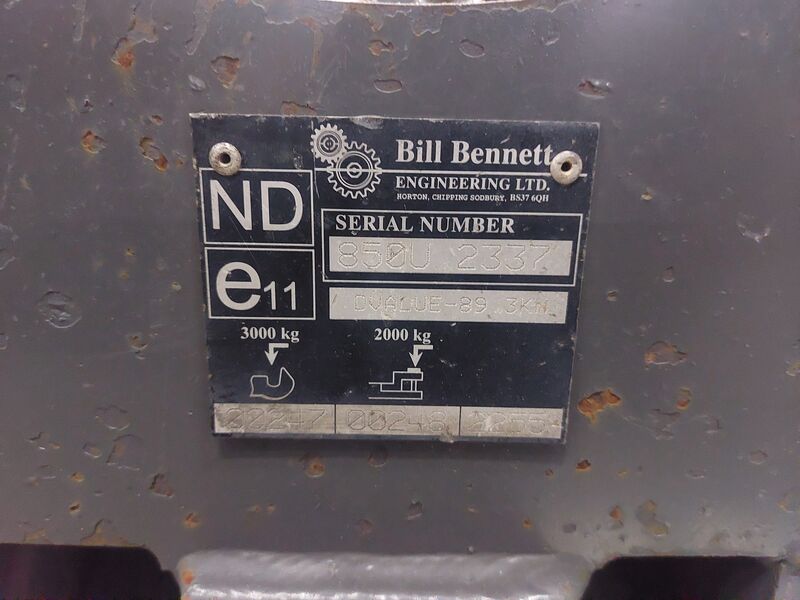 Bill Bennett
ENGINEERING LTD.
HORTON, CHIPPING SODBURY, BS37 6QH
ND
SERIAL NUMBER
850U 2337
e11
DVALUE-89.3KN
3000 kg
2000 kg
00247
00248